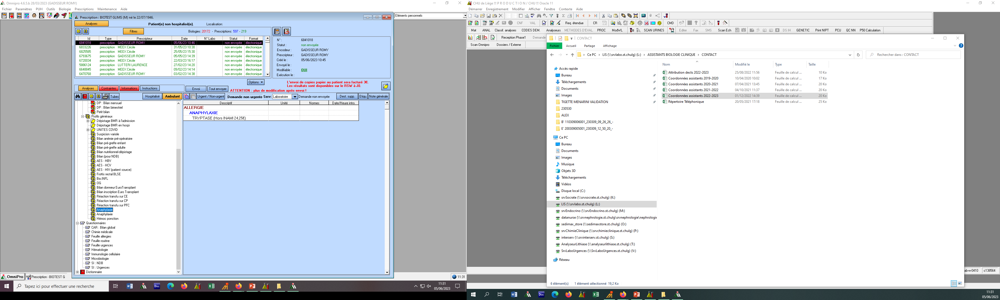 Omnipro 4.6.5.b 28/03/2023 (GADISSEUR ROMY)
Fichier Paramètres PUH Outils Biologie Prescriptions Maintenance Aide
Prescription : BIOTEST GLIMS (M) né le 22/07/1946.
Eléments personnels
Analyses Patient(e) non hospitalisé(e). Localisation:
Filtres Biologies: 20172 - Prescriptions: 597 - 219
Id Type Prescripteur Date N° Labo Statut Format
6841018 prescription GADISSEUR ROMY 05/06/23 10:46 non envoyée électronique
6833226 prescription MEEX Cécile 31/05/23 10:30 non envoyée électronique
6825585 prescription MEEX Cécile 25/05/23 15:30 non envoyée électronique
6793675 prescription GADISSEUR ROMY 05/05/23 14:39 non envoyée électronique
6720034 prescription MEEX Cécile 22/03/23 16:17 non envoyée électronique
5886124 prescription LUTTERI LAURENCE 27/02/23 14:20 non envoyée électronique
6648845 prescription MEEX Cécile 09/02/23 14:14 non envoyée électronique
6470768 prescription GADISSEUR ROMY 03/02/23 14:38 non envoyée électronique
N° : 6841018
Statut : non envoyée
Encodeur : GADISSEUR ROMY
Prescripteur : GADISSEUR ROMY
Créé le : 05/06/2023 10:45
Envoyé le :
Modifiable : OUI
Exécution le :
Options
L'envoi de copies papier au patient sera facturé 3€.
Les résultats sont disponibles sur le RSW à J0.
Analyses Contraintes Informations Instructions Envoi Tout envoyer
ATTENTION : plus de modification après envoi !
Tubes Hospitalisé Ambulant Urgent / Non-urgent Demande non urgente Serv: Laboratoire Demande non envoyée Dest. supp. Etiqu. Note générale
DP : Bilan mensuel
DP : Bilan bimestriel
Petit bilan
Profils généraux
Dépistage BMR à l'admission
Dépistage BMR en hospi
UNITES COVID
Suspicion variole
Bilan anémie pré-opératoire
Bilan pré-greffe enfant
Bilan pré-greffe adulte
Bilan nutritionnel-dépistage
Bilan (pour NDB)
AES - HBV
AES - HCV
AES - HIV (patient source)
Frottis rectal BLSE
Bio.INFL
OG
Bilan donneur EuroTransplant
Bilan inscription Euro Transplant
Réaction transfu sur CE
Réaction transfu sur CP
Réaction transfu sur PFC
Anaphylaxie
Anaphylaxie
Hémoc ponction
Questionnaires
CAR : Bilan global
Chimie médicale
Feuille allergies
Feuille routine
Feuille urgences
Hématologie
Immunologie cellulaire
Microbiologie
SI : NDB
SI : Urgences
Dictionnaire
Descriptif Unité Normes Date/Heure intro.
ALLERGIE
ANAPHYLAXIE
TRYPTASE (Hors INAMI 24,25€)
OmniPro Prescription - BIOTEST G 11:31
Tapez ici pour effectuer une recherche
Doc
11:31
05/06/2023
CHU de Liège !!! P R O D U C T I O N / CHU !!! Oracle 11
Démarrer Enregistrement Modifier Afficher Fenêtre Contexte Aide
CNF VAL Req. étendue CR CMD
Mat ANAL Classif. analyses CODES DEM. Analyseurs METHODES D'EVAL. PROC ModWL SCAN URINES Editer Fax SMS Scan Ech DS IH GENETIC Print NIPT PCU QC NN P50 Calculation
Reception Phase1 Demande
Scan Omnipro Dossiers / Externe
CONTACT
Fichier Accueil Partage Affichage
Ce PC > LIS (\\srvlabo.st.chulg) (L:) > ASSISTANTS BIOLOGIE CLINIQUE > CONTACT
Rechercher dans : CONTACT
Nom Modifié le Type Taille
Attribution dects 2022-2023 25/08/2022 11:56 Feuille de calcul ... 10 Ko
Coordonnées assistants 2019-2020 10/04/2020 10:02 Feuille de calcul ... 17 Ko
Coordonnées assistants 2020-2021 07/04/2021 13:45 Feuille de calcul ... 20 Ko
Coordonnées assistants 2021-2022 04/10/2021 11:37 Feuille de calcul ... 20 Ko
Coordonnées assistants 2022-2023 01/12/2022 14:39 Feuille de calcul ... 20 Ko
Répertoire Téléphonique 20/05/2021 17:18 Feuille de calcul ... 25 Ko
Accès rapide
Bureau
Téléchargements
Documents
Images
TIGETTE MENARINI VALIDATION
230530
ALEX
B' 110309006001_230309_09_26_26_-
E' 200309005001_230309_12_50_20_-
Ce PC
Bureau
Documents
Images
Musique
Objets 3D
Téléchargements
Vidéos
Disque local (C:)
srvSocrate (\\srvsocrate.st.chulg) (K:)
LIS (\\srvlabo.st.chulg) (L:)
srvEndocrino (\\srvEndocrino.st.chulg) (M:)
datanurse (\\srvnephrologie.st.chulg\srvnephrologie\nephrologie
sedimax_store (\\sedimaxstore.st.chulg) (O:)
srvChimieClinique (\\srvchimieclinique.st.chulg) (P:)
interserv (\\srvinterserv.st.chulg) (S:)
AnalyseurLithiase (\\analyseurlithiase.st.chulg) (T:)
SrvLaboUrgences (\\SrvLaboUrgences.st.chulg) (V:)
Réseau
6 élément(s) 1 élément sélectionné 19,2 Ko
ab-w-0410 c138564
Doc
11:31
05/06/2023